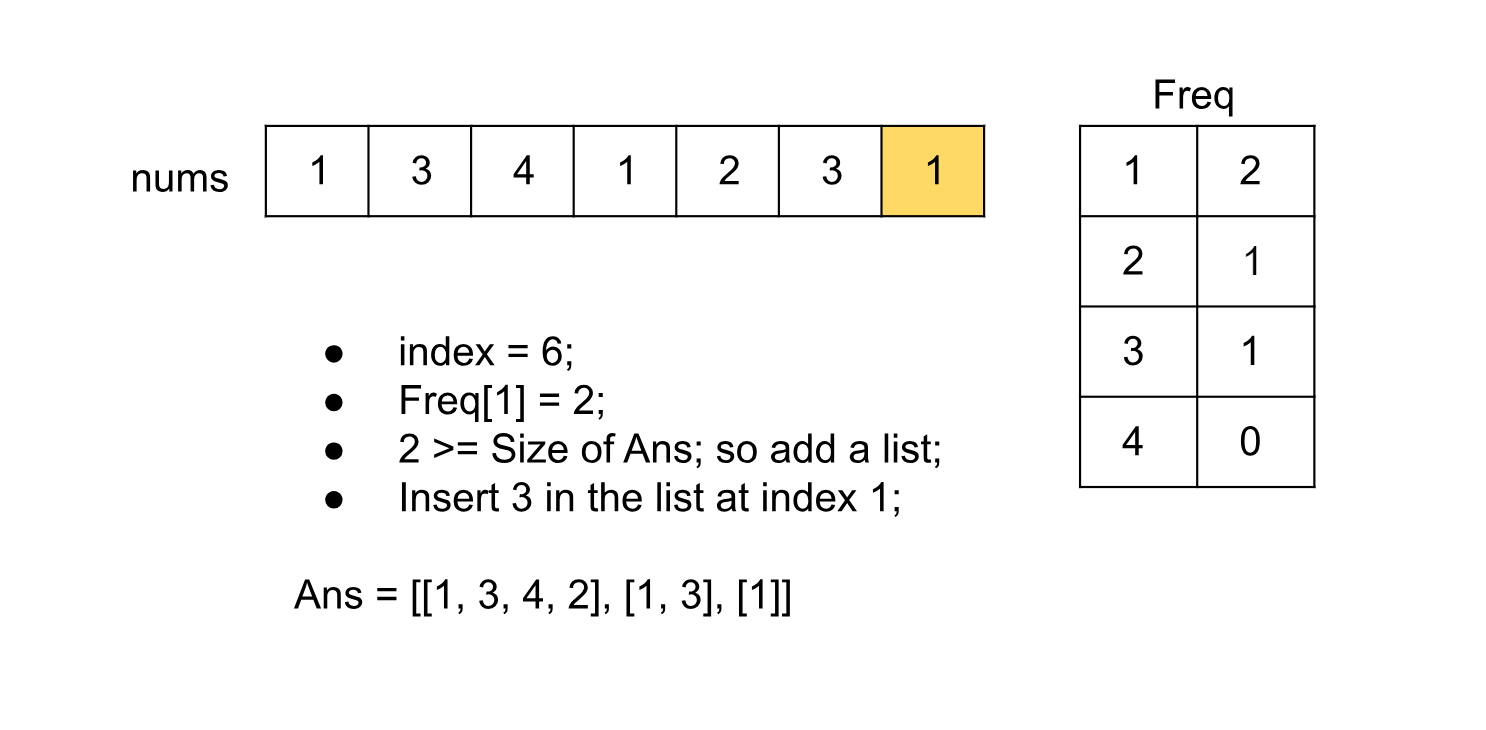 nums 1 3 4 1 2 3 1
Freq
1 2
2 1
3 1
4 0
● index = 6;
● Freq[1] = 2;
● 2 >= Size of Ans; so add a list;
● Insert 3 in the list at index 1;
Ans = [[1, 3, 4, 2], [1, 3], [1]]